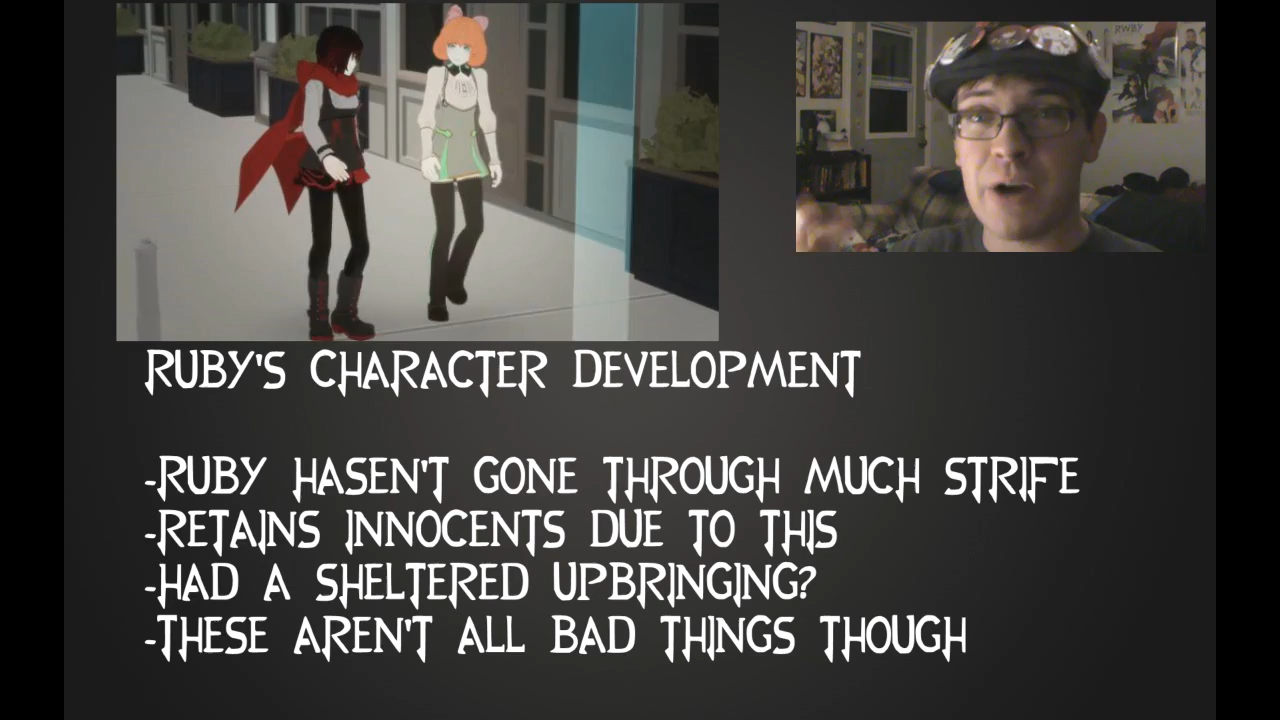 RWBY
RUBY'S CHARACTER DEVELOPMENT
-RUBY HASEN'T GONE THROUGH MUCH STRIFE
-RETAINS INNOCENTS DUE TO THIS
-HAD A SHELTERED UPBRINGING?
-THESE AREN'T ALL BAD THINGS THOUGH